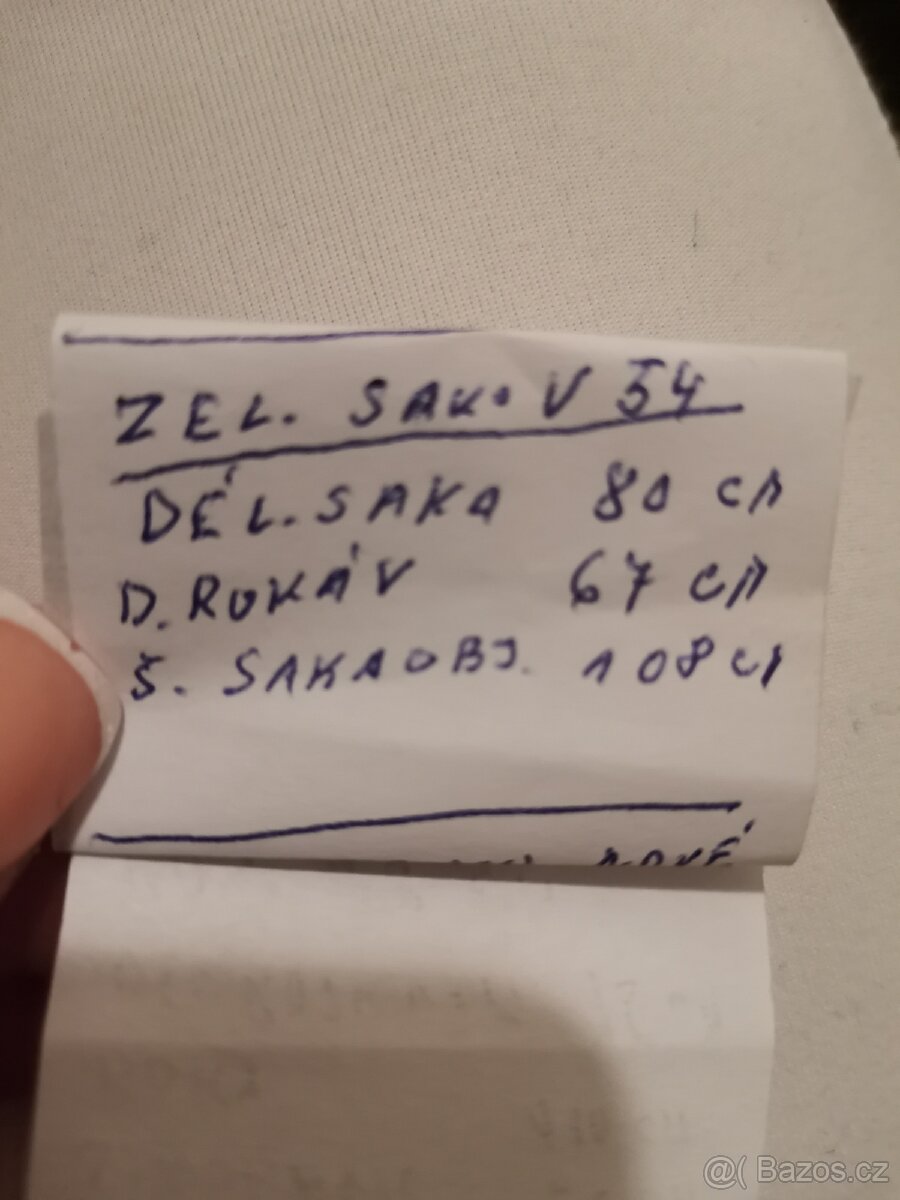 ZEL. SAKO V 54
DÉL. SAKA 80 CM
D. RUKÁV 67 CM
Š. SAKA OBJ. 108 CM
@( Bazos.cz